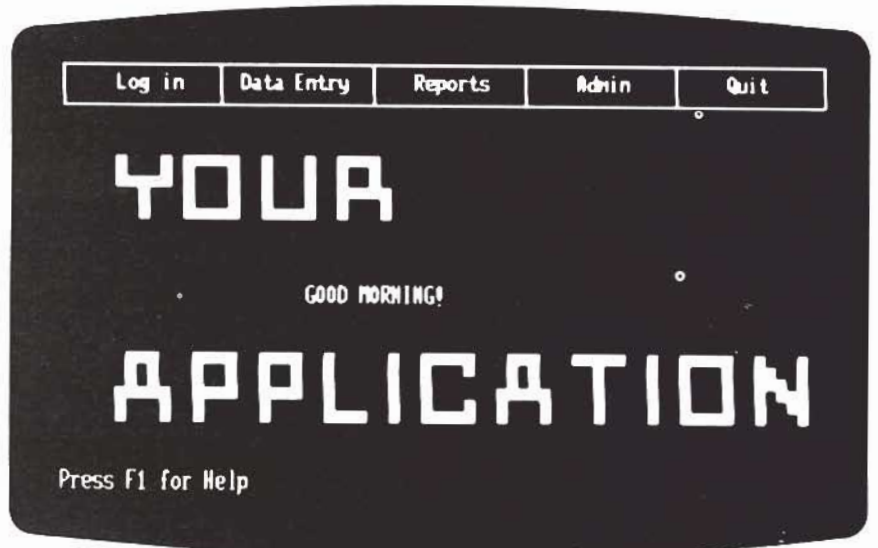 Log in Data Entry Reports Admin Quit
YOUR
GOOD MORNING!
APPLICATION
Press F1 for Help